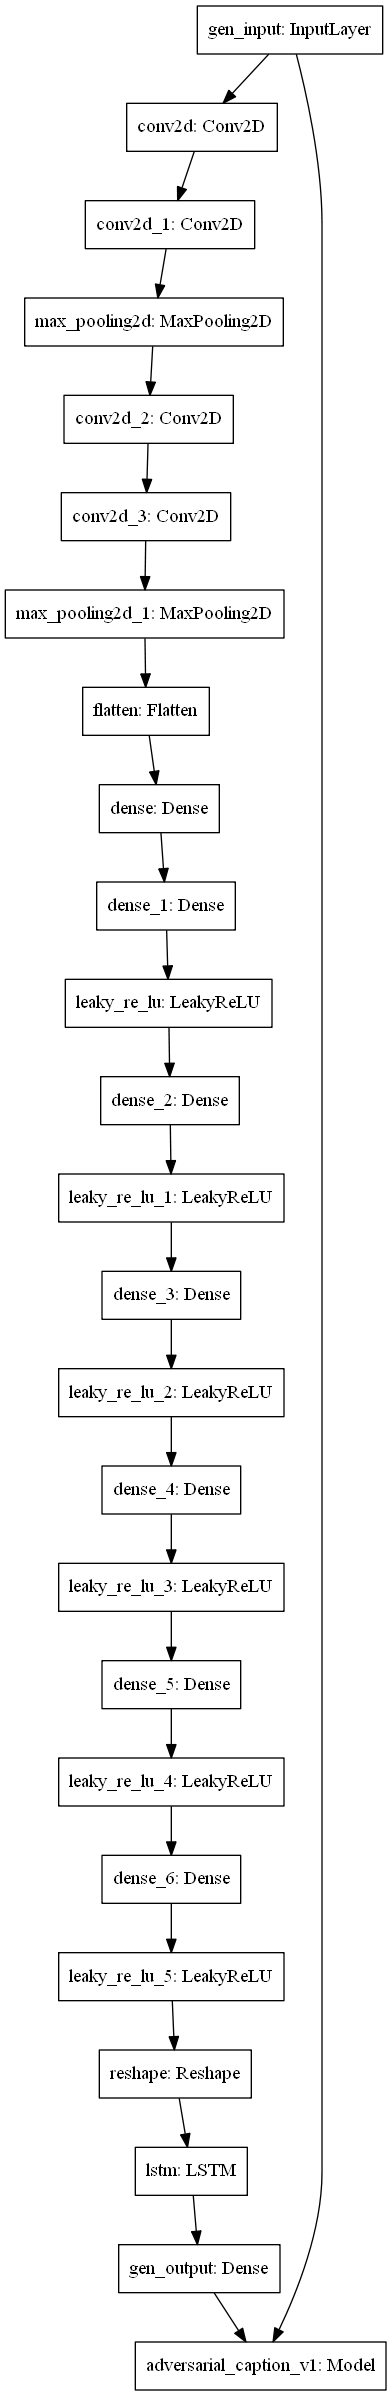 gen_input: InputLayer
conv2d: Conv2D
conv2d_1: Conv2D
max_pooling2d: MaxPooling2D
conv2d_2: Conv2D
conv2d_3: Conv2D
max_pooling2d_1: MaxPooling2D
flatten: Flatten
dense: Dense
dense_1: Dense
leaky_re_lu: LeakyReLU
dense_2: Dense
leaky_re_lu_1: LeakyReLU
dense_3: Dense
leaky_re_lu_2: LeakyReLU
dense_4: Dense
leaky_re_lu_3: LeakyReLU
dense_5: Dense
leaky_re_lu_4: LeakyReLU
dense_6: Dense
leaky_re_lu_5: LeakyReLU
reshape: Reshape
lstm: LSTM
gen_output: Dense
adversarial_caption_v1: Model